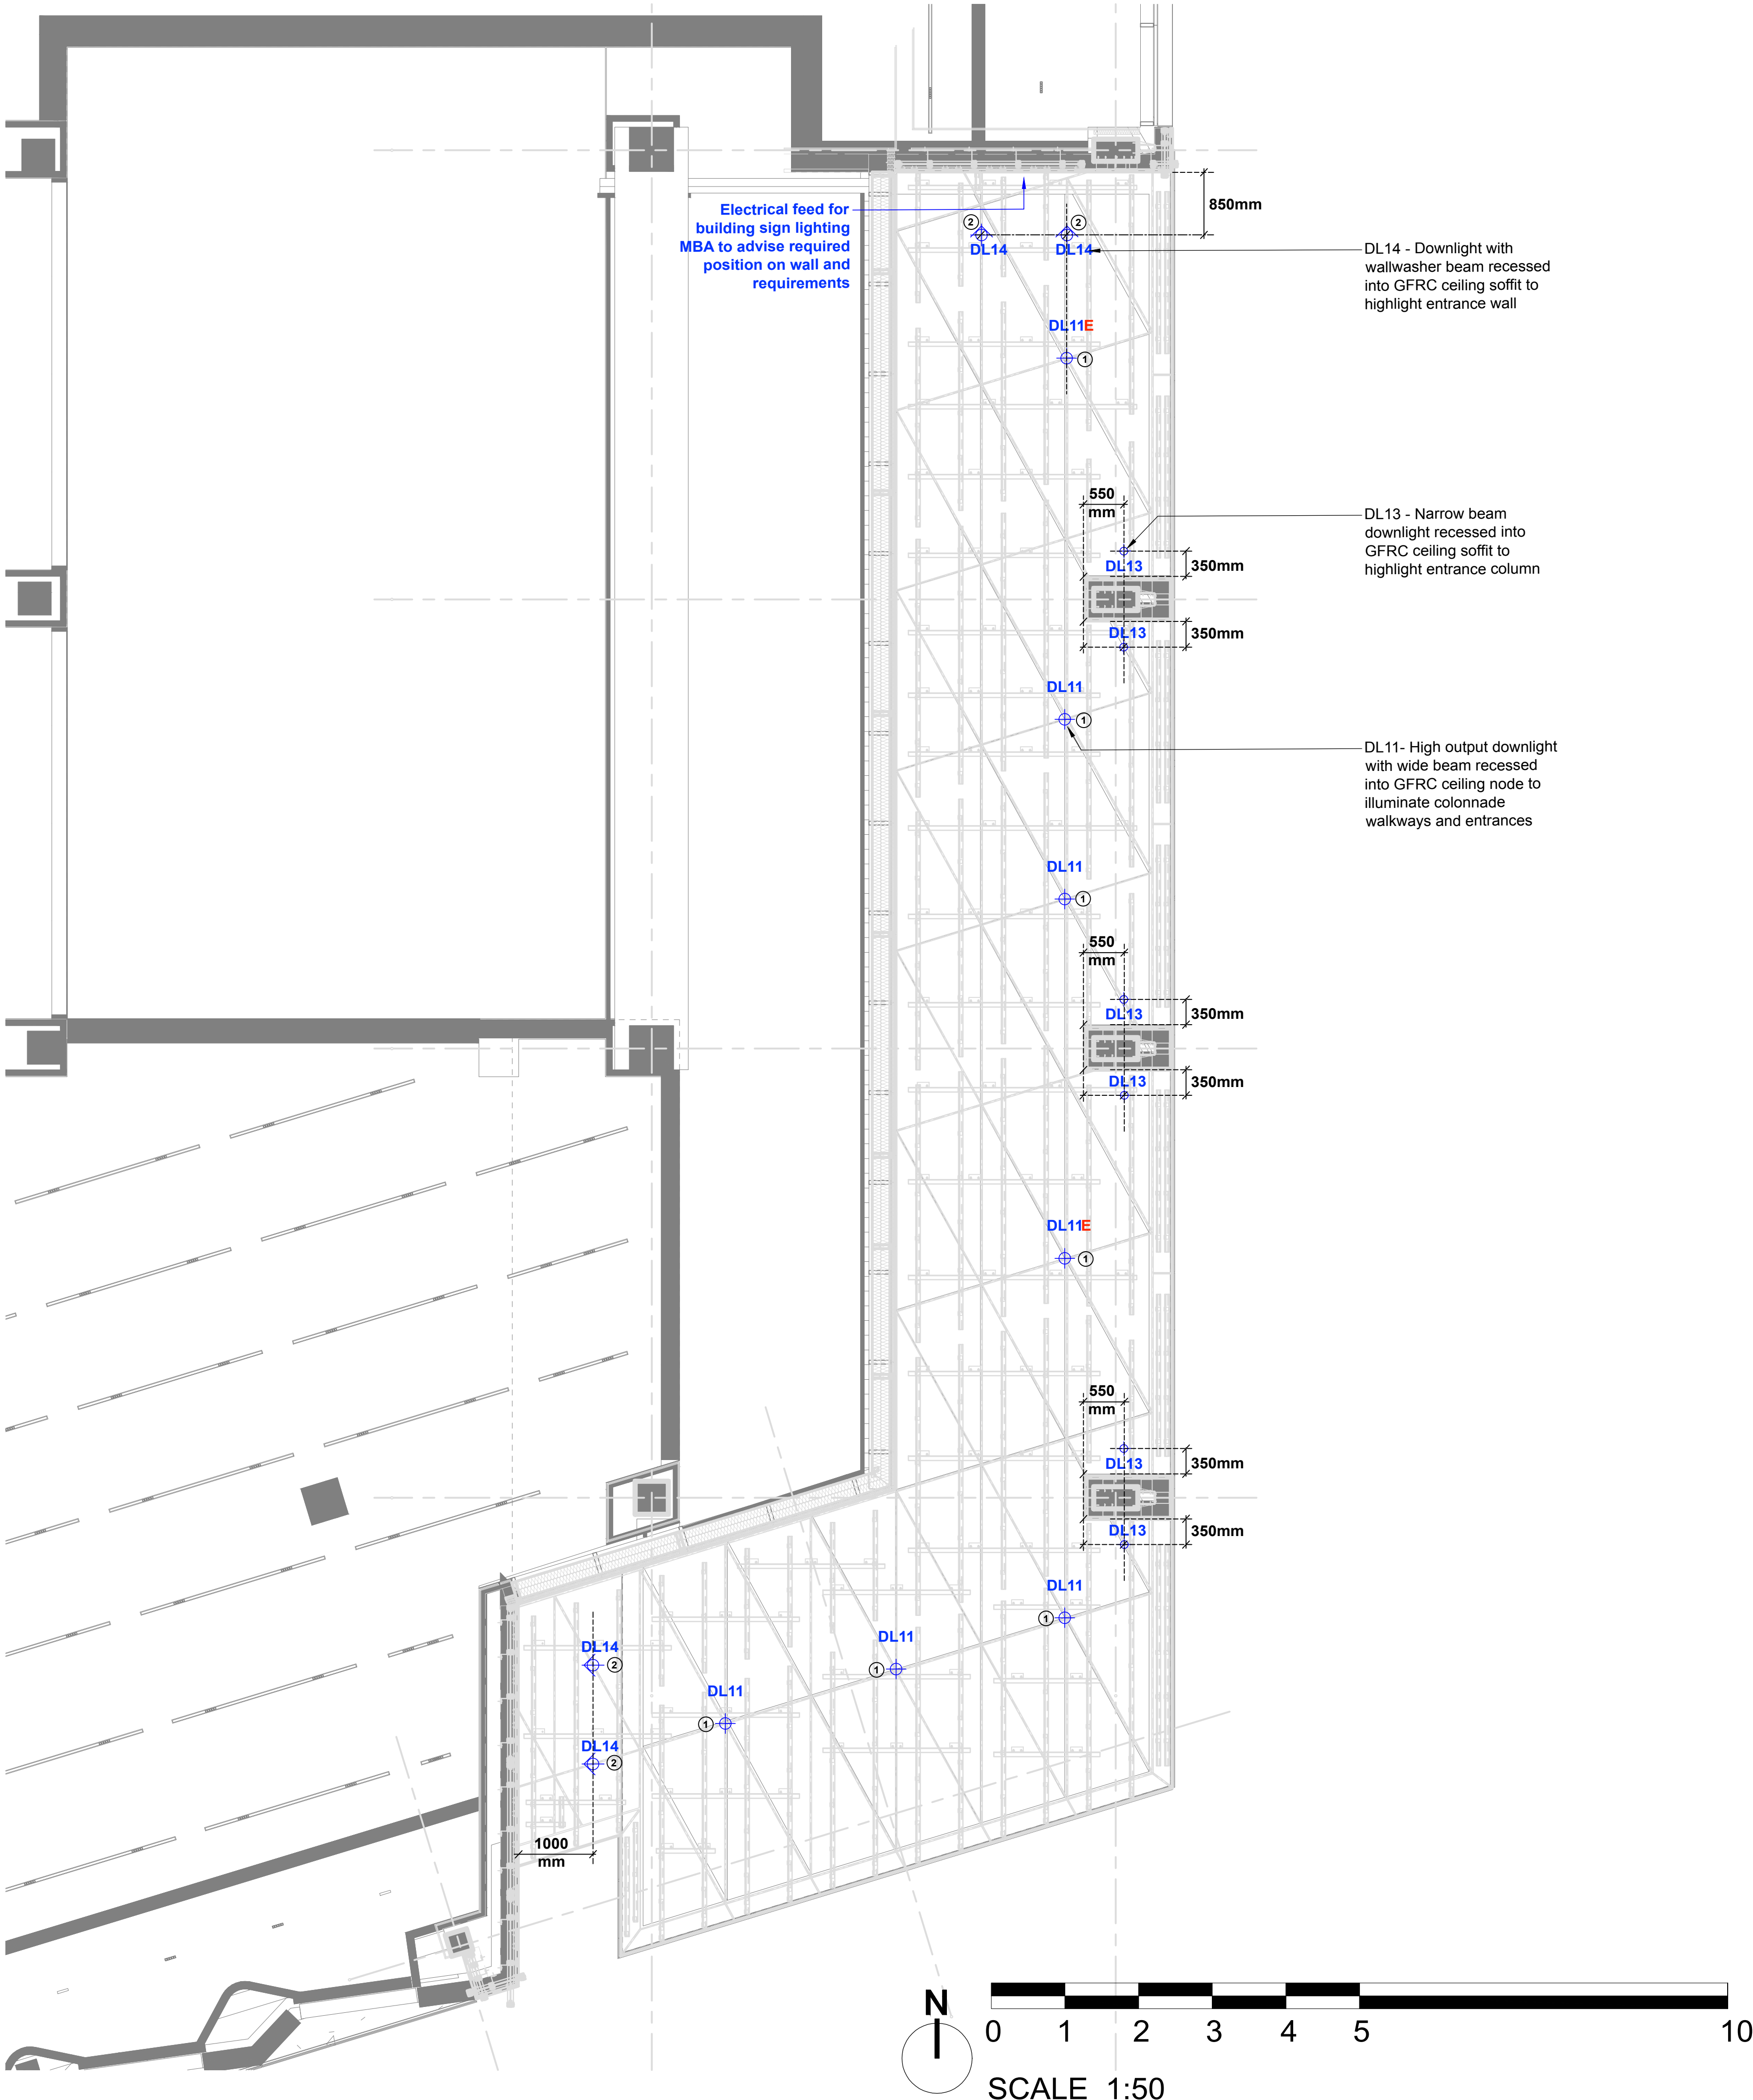 Electrical feed for
building sign lighting
MBA to advise required
position on wall and
requirements
850mm
2
2
DL14
DL14
DL14 - Downlight with
wallwasher beam recessed
into GFRC ceiling soffit to
highlight entrance wall
DL11E
1
550
mm
DL13 - Narrow beam
downlight recessed into
GFRC ceiling soffit to
highlight entrance column
DL13
350mm
DL13
350mm
DL11
1
DL11- High output downlight
with wide beam recessed
into GFRC ceiling node to
illuminate colonnade
walkways and entrances
DL11
1
550
mm
DL13
350mm
DL13
350mm
DL11E
1
550
mm
DL13
350mm
DL13
350mm
DL11
1
DL11
1
DL14
2
DL11
1
DL14
2
1000
mm
N
0 1 2 3 4 5 10
SCALE 1:50